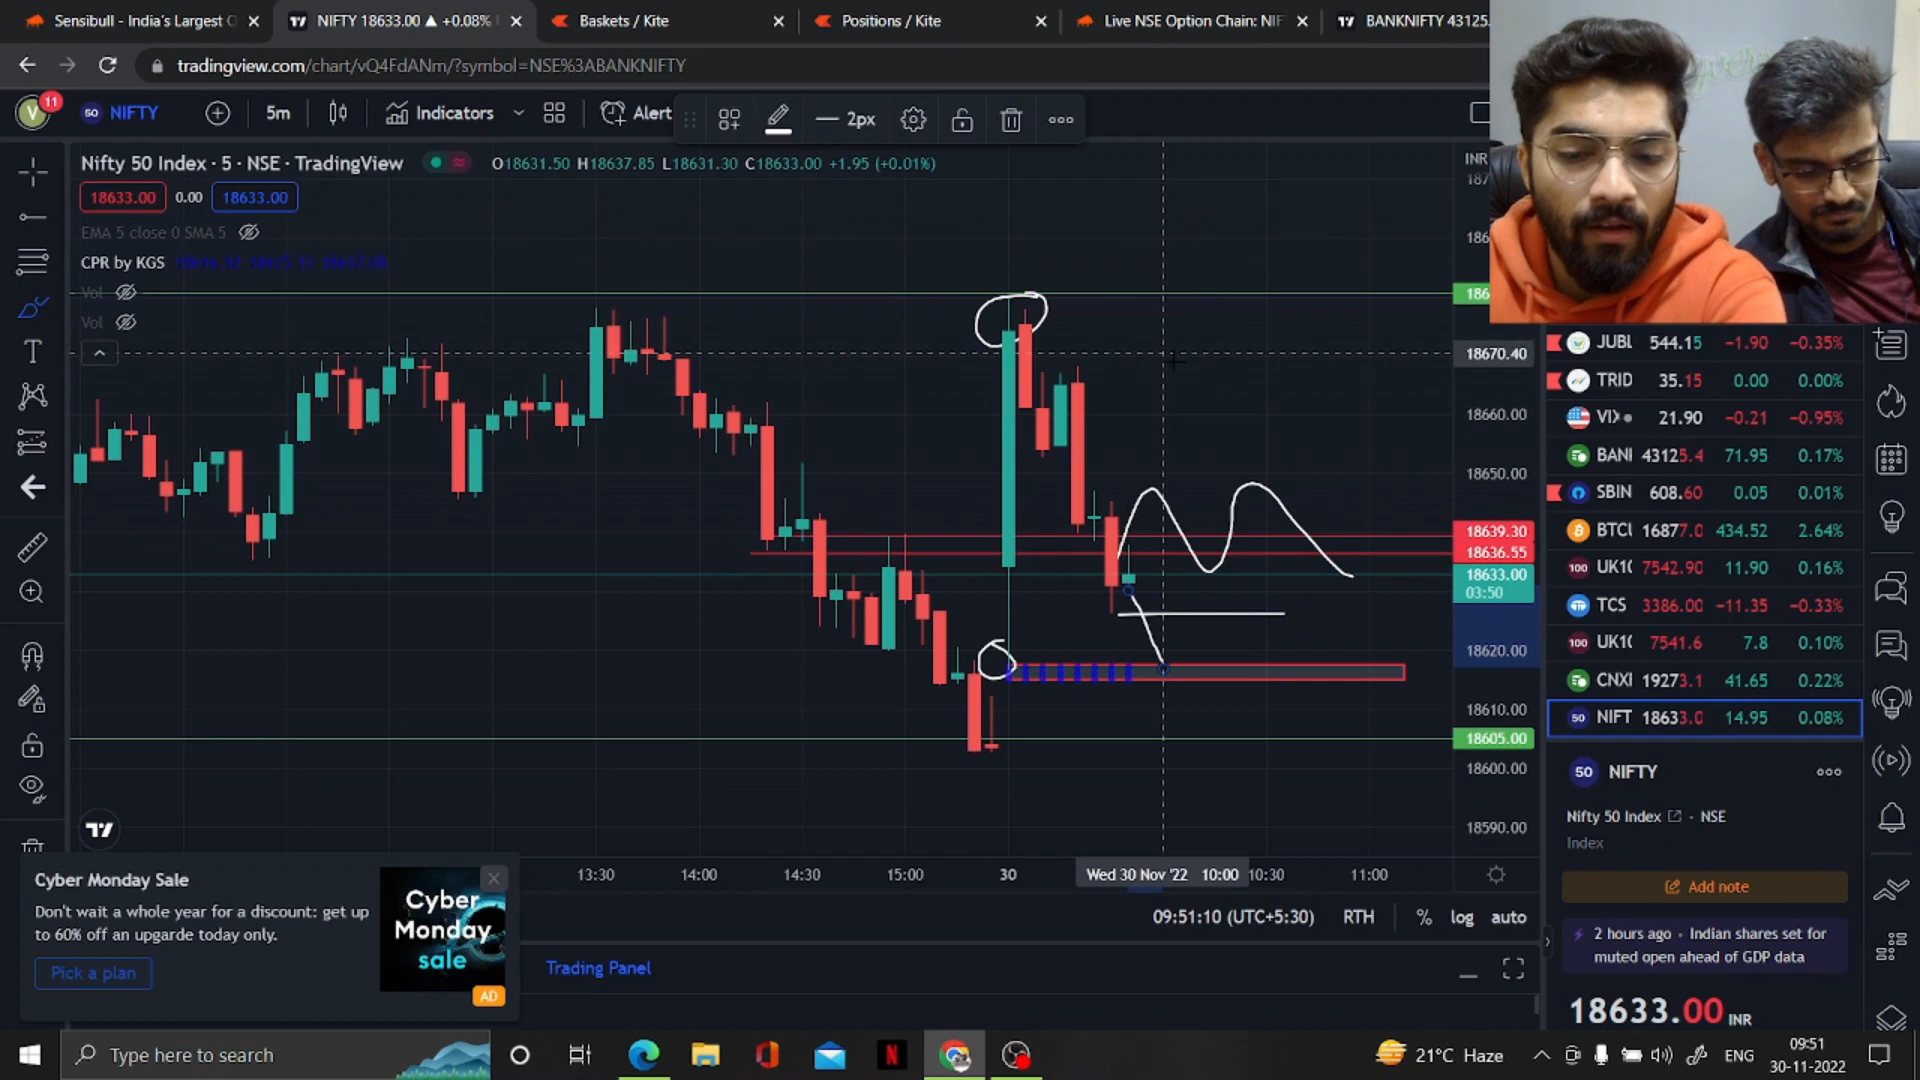 Sensibull - India's Largest O
NIFTY 18633.00 ▲ +0.08%
Baskets / Kite
Positions / Kite
Live NSE Option Chain: NIF
BANKNIFTY 43125.
tradingview.com/chart/vQ4FdANm/?symbol=NSE%3ABANKNIFTY
V 11
50 NIFTY
5m
Indicators
Alert
2px
Nifty 50 Index · 5 · NSE · TradingView
O18631.50 H18637.85 L18631.30 C18633.00 +1.95 (+0.01%)
18633.00 0.00 18633.00
EMA 5 close 0 SMA 5
CPR by KGS
Vol
Vol
INR
18670.40
18660.00
18650.00
18639.30
18636.55
18633.00
03:50
18620.00
18610.00
18605.00
18600.00
18590.00
13:30 14:00 14:30 15:00 30 Wed 30 Nov '22 10:00 10:30 11:00
09:51:10 (UTC+5:30) RTH % log auto
Trading Panel
Cyber Monday Sale
Don't wait a whole year for a discount: get up
to 60% off an upgarde today only.
Pick a plan
Cyber
Monday
sale
AD
JUBL 544.15 −1.90 −0.35%
TRID 35.15 0.00 0.00%
VIX 21.90 −0.21 −0.95%
BANI 43125.4 71.95 0.17%
SBIN 608.60 0.05 0.01%
BTCU 16877.0 434.52 2.64%
100 UK10 7542.90 11.90 0.16%
TCS 3386.00 −11.35 −0.33%
100 UK10 7541.6 7.8 0.10%
CNXI 19273.1 41.65 0.22%
50 NIFT 18633.0 14.95 0.08%
50 NIFTY
Nifty 50 Index · NSE
Index
Add note
2 hours ago · Indian shares set for
muted open ahead of GDP data
18633.00 INR
Type here to search
21°C Haze
ENG
09:51
30-11-2022